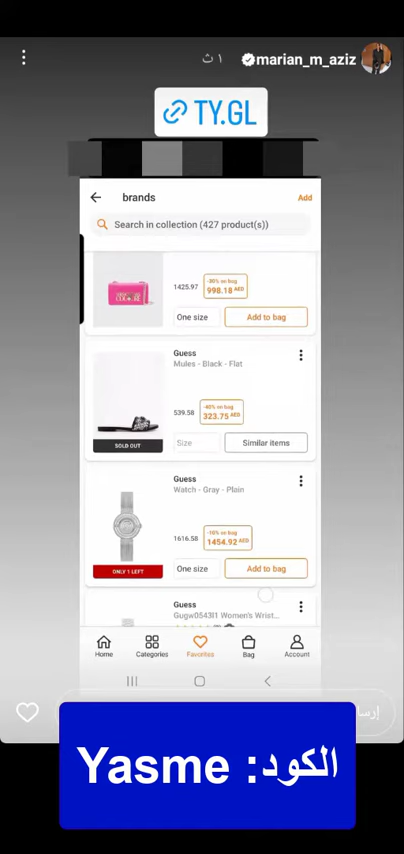 ١ ث
marian_m_aziz
TY.GL
brands
Add
Search in collection (427 product(s))
1425.97
-30% on bag
998.18 AED
One size
Add to bag
Guess
Mules - Black - Flat
539.58
-40% on bag
323.75 AED
SOLD OUT
Size
Similar items
Guess
Watch - Gray - Plain
1616.58
-10% on bag
1454.92 AED
ONLY 1 LEFT
One size
Add to bag
Guess
Gugw0543l1 Women's Wrist...
Home
Categories
Favorites
Bag
Account
الكود: Yasme